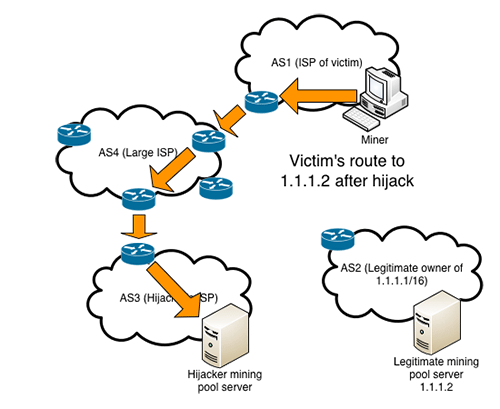 AS1 (ISP of victim)
Miner
AS4 (Large ISP)
Victim's route to
1.1.1.2 after hijack
AS2 (Legitimate owner of
1.1.1.1/16)
AS3 (Hijac SP)
Hijacker mining
pool server
Legitimate mining
pool server
1.1.1.2